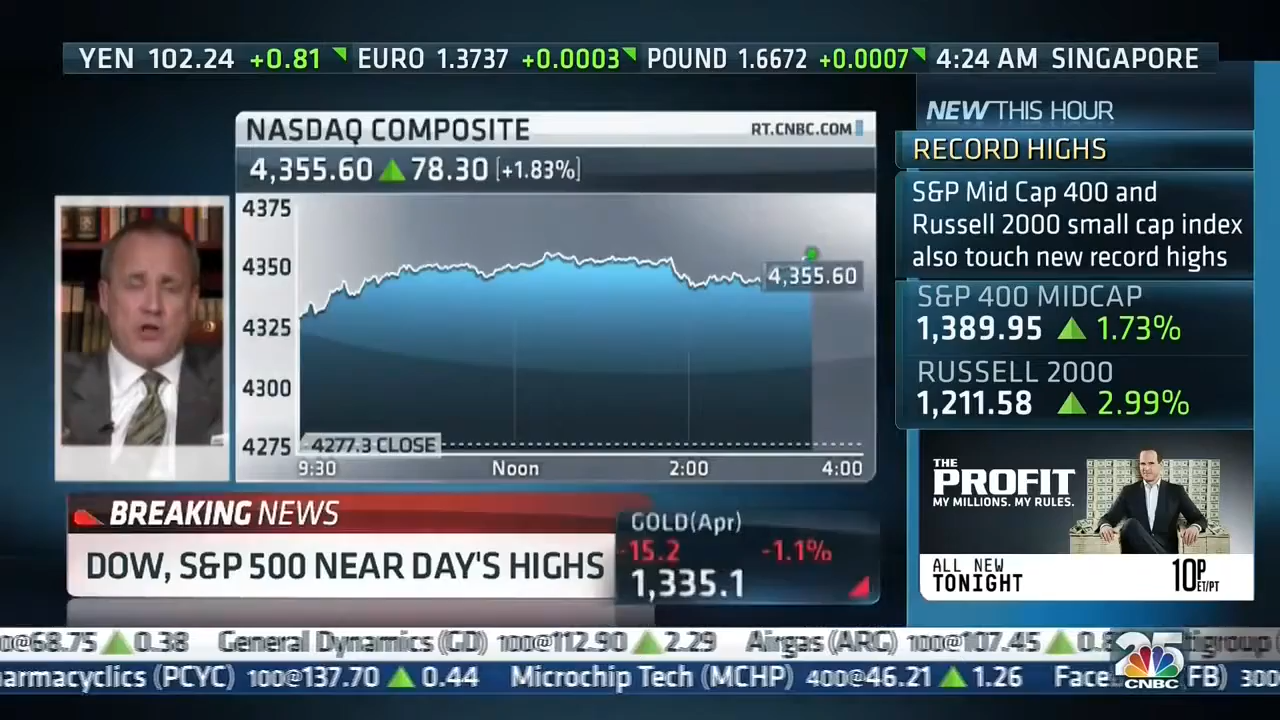 YEN 102.24 +0.81 EURO 1.3737 +0.0003 POUND 1.6672 +0.0007 4:24 AM SINGAPORE
NASDAQ COMPOSITE RT.CNBC.COM
4,355.60 78.30 [+1.83%]
4375
4350
4,355.60
4325
4300
4275
4277.3 CLOSE
9:30 Noon 2:00 4:00
BREAKING NEWS
DOW, S&P 500 NEAR DAY'S HIGHS
GOLD(Apr)
-15.2 -1.1%
1,335.1
NEW THIS HOUR
RECORD HIGHS
S&P Mid Cap 400 and
Russell 2000 small cap index
also touch new record highs
S&P 400 MIDCAP
1,389.95 1.73%
RUSSELL 2000
1,211.58 2.99%
THE
PROFIT
MY MILLIONS. MY RULES.
ALL NEW
TONIGHT
10P
ET/PT
@68.75 0.38 General Dynamics (GD) 100@112.90 2.29 Airgas (ARG) 100@107.45 0.8 tigroup
armacyclics (PCYC) 100@137.70 0.44 Microchip Tech (MCHP) 400@46.21 1.26 Face (FB) 300
25
CNBC